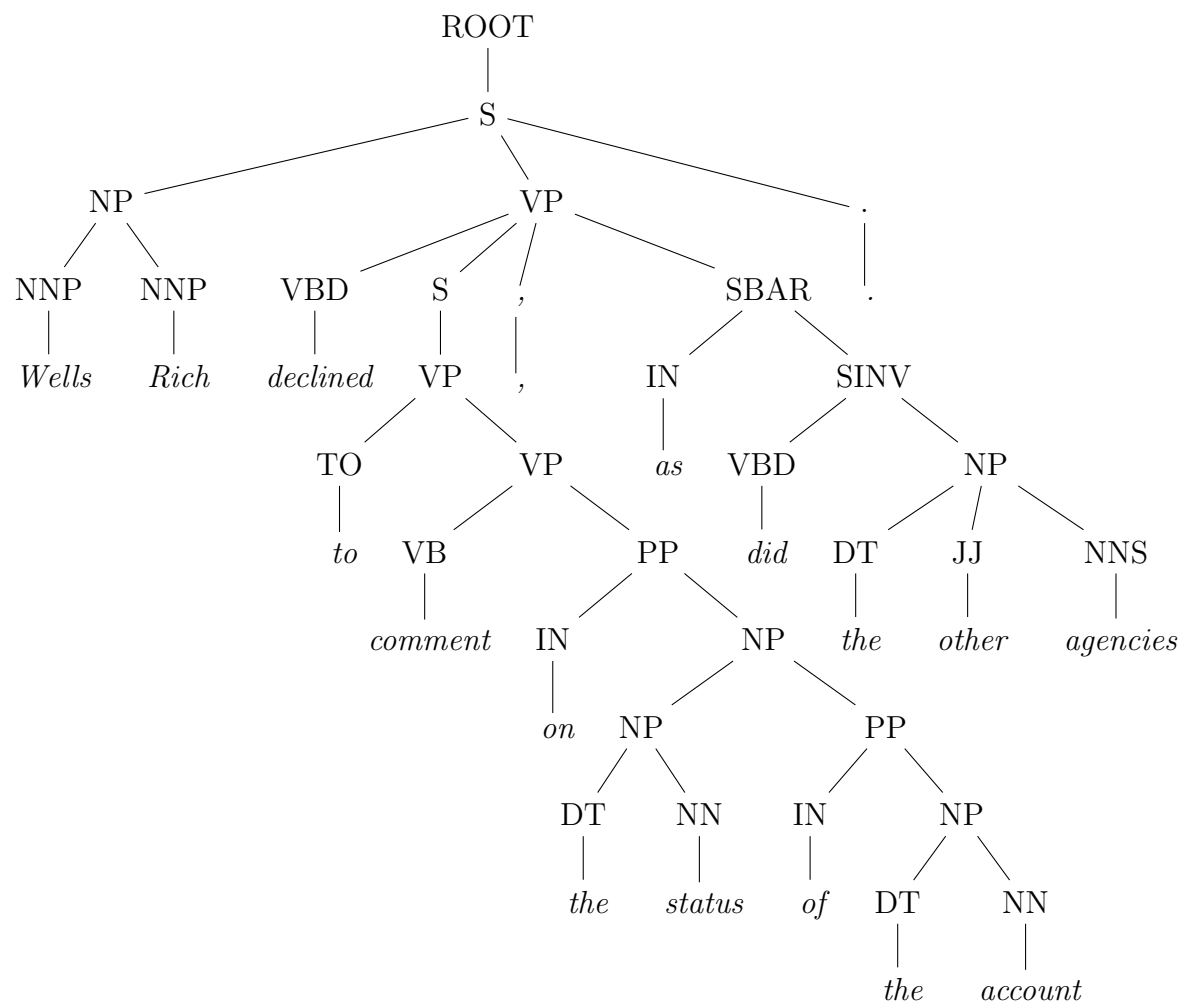 ROOT
S
NP VP .
NNP NNP VBD S , SBAR .
Wells Rich declined VP , IN SINV
TO VP as VBD NP
to VB PP did DT JJ NNS
comment IN NP the other agencies
on NP PP
DT NN IN NP
the status of DT NN
the account